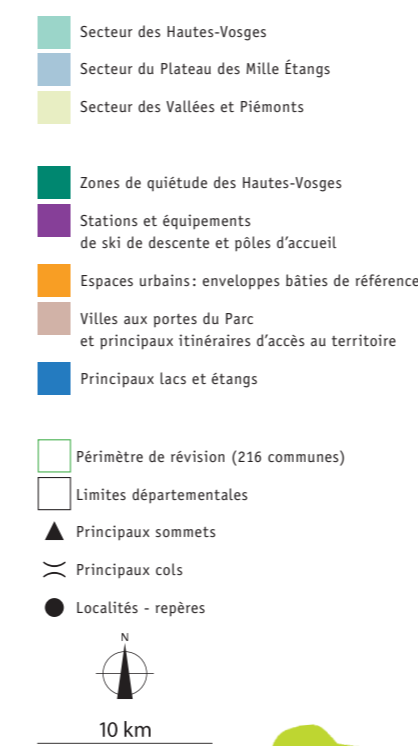 Secteur des Hautes-Vosges
Secteur du Plateau des Mille Étangs
Secteur des Vallées et Piémonts
Zones de quiétude des Hautes-Vosges
Stations et équipements
de ski de descente et pôles d'accueil
Espaces urbains: enveloppes bâties de référence
Villes aux portes du Parc
et principaux itinéraires d'accès au territoire
Principaux lacs et étangs
Périmètre de révision (216 communes)
Limites départementales
Principaux sommets
Principaux cols
Localités - repères
N
10 km